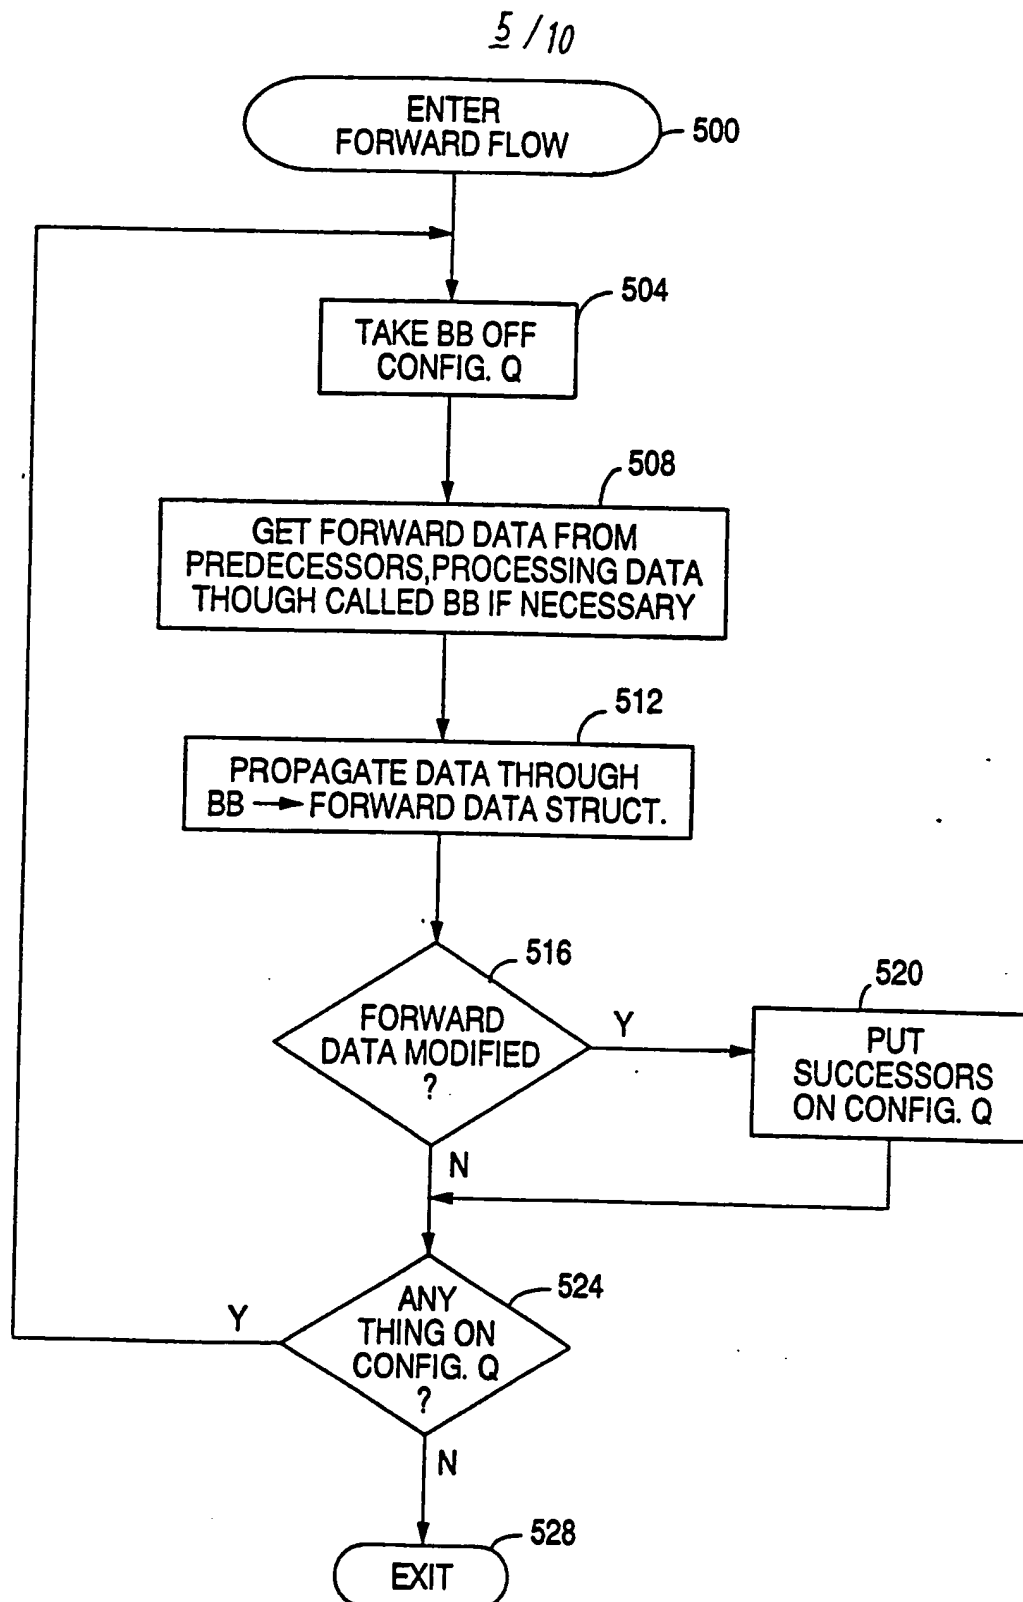 5/10
ENTER
FORWARD FLOW
500
504
TAKE BB OFF
CONFIG. Q
508
GET FORWARD DATA FROM
PREDECESSORS,PROCESSING DATA
THOUGH CALLED BB IF NECESSARY
512
PROPAGATE DATA THROUGH
BB → FORWARD DATA STRUCT.
516
FORWARD
DATA MODIFIED
?
Y
520
PUT
SUCCESSORS
ON CONFIG. Q
N
524
ANY
THING ON
CONFIG. Q
?
Y
N
528
EXIT